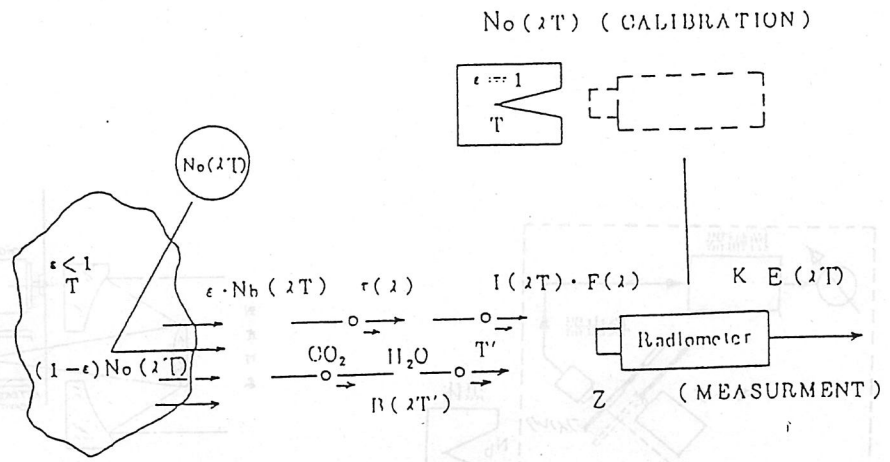 No(λT) (CALIBRATION)
ε = 1
T
No(λT)
ε < 1
T
ε · Nb(λT) τ(λ) I(λT) · F(λ) K E(λT)
Radiometer
(1-ε)No(λT) CO₂ H₂O T'
B(λT') Z (MEASURMENT)